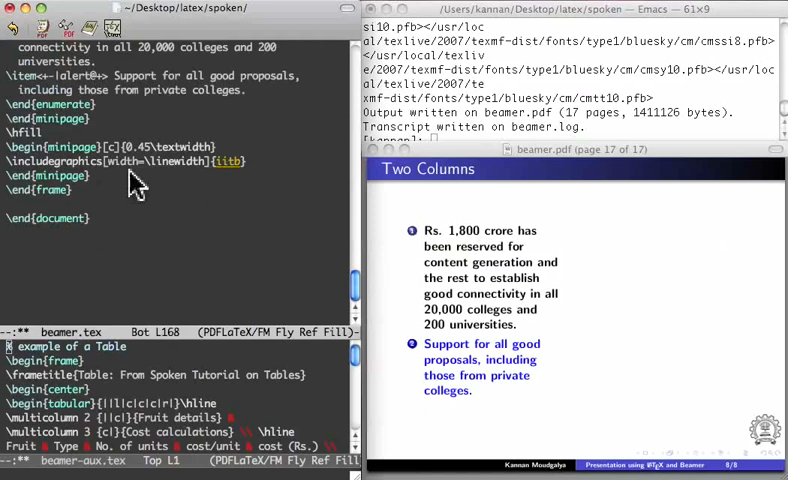 ~/Desktop/latex/spoken/
connectivity in all 20,000 colleges and 200
universities.
\item<+-|alert@+> Support for all good proposals,
including those from private colleges.
\end{enumerate}
\end{minipage}
\hfill
\begin{minipage}[c]{0.45\textwidth}
\includegraphics[width=\linewidth]{iitb}
\end{minipage}
\end{frame}
\end{document}
--:** beamer.tex Bot L168 (PDFLaTeX/FM Fly Ref Fill)--
% example of a Table
\begin{frame}
\frametitle{Table: From Spoken Tutorial on Tables}
\begin{center}
\begin{tabular}{||l|c|c|c|r|}\hline
\multicolumn 2 {||c|}{Fruit details} &
\multicolumn 3 {c|}{Cost calculations} \\ \hline
Fruit & Type & No. of units & cost/unit & cost (Rs.) \\
--:** beamer-aux.tex Top L1 (PDFLaTeX/FM Fly Ref Fill)--
/Users/kannan/Desktop/latex/spoken — Emacs — 61×9
si10.pfb></usr/loc
al/texlive/2007/texmf-dist/fonts/type1/bluesky/cm/cmssi8.pfb>
</usr/local/texliv
e/2007/texmf-dist/fonts/type1/bluesky/cm/cmsy10.pfb></usr/loc
al/texlive/2007/te
xmf-dist/fonts/type1/bluesky/cm/cmtt10.pfb>
Output written on beamer.pdf (17 pages, 1411126 bytes).
Transcript written on beamer.log.
beamer.pdf (page 17 of 17)
Two Columns
1 Rs. 1,800 crore has
been reserved for
content generation and
the rest to establish
good connectivity in all
20,000 colleges and
200 universities.
2 Support for all good
proposals, including
those from private
colleges.
Kannan Moudgalya Presentation using LATEX and Beamer 8/8